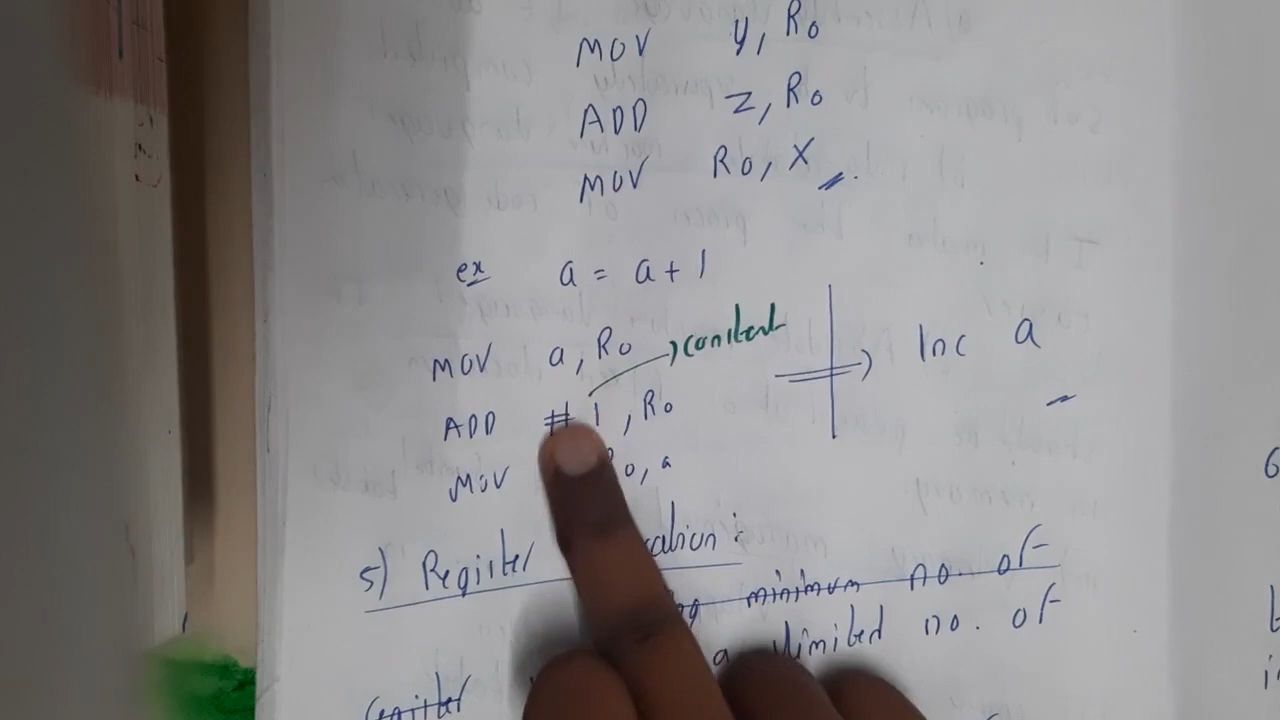 MOV y, R0
ADD z, R0
MOV R0, X
ex a = a + 1
MOV a, R0 constant Inc a
ADD #1, R0
MOV 0, a
5) Register
minimum no. of
a limited no. of